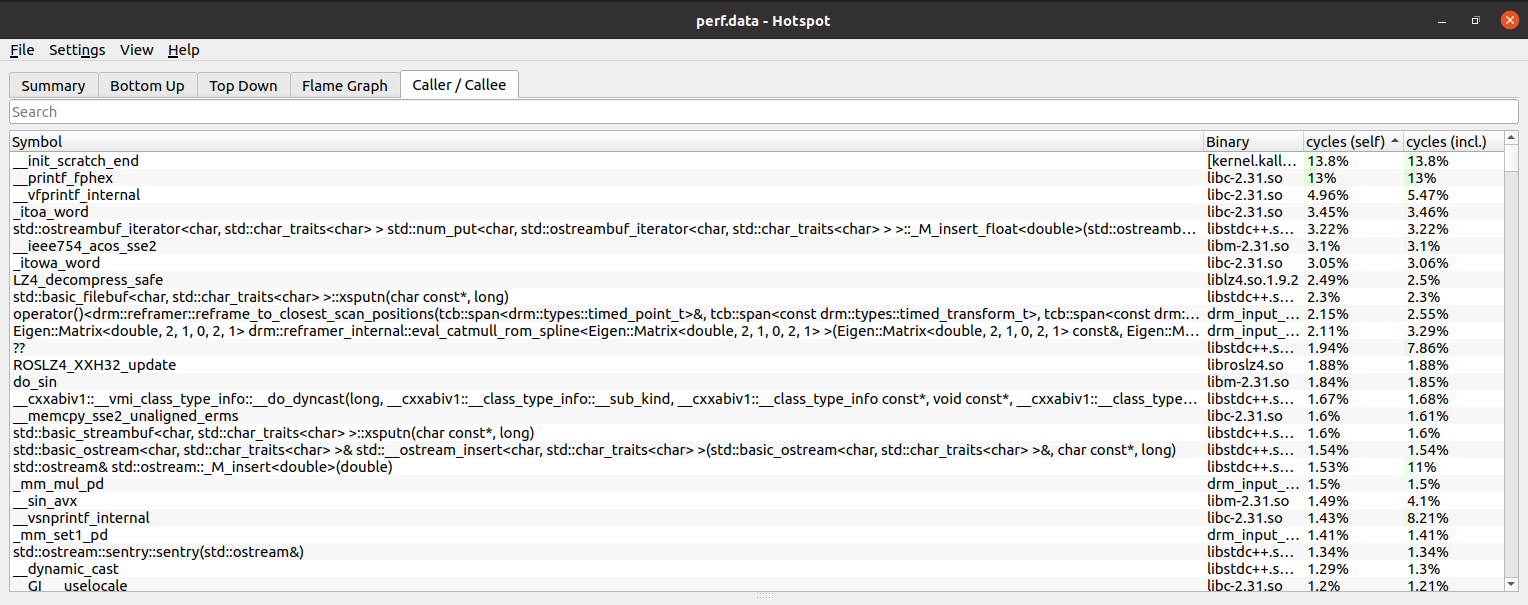 perf.data - Hotspot
File Settings View Help
Summary Bottom Up Top Down Flame Graph Caller / Callee
Search
Symbol Binary cycles (self) cycles (incl.)
__init_scratch_end [kernel.kall... 13.8% 13.8%
__printf_fphex libc-2.31.so 13% 13%
__vfprintf_internal libc-2.31.so 4.96% 5.47%
_itoa_word libc-2.31.so 3.45% 3.46%
std::ostreambuf_iterator<char, std::char_traits<char> > std::num_put<char, std::ostreambuf_iterator<char, std::char_traits<char> > >::_M_insert_float<double>(std::ostreamb... libstdc++.s... 3.22% 3.22%
__ieee754_acos_sse2 libm-2.31.so 3.1% 3.1%
_itowa_word libc-2.31.so 3.05% 3.06%
LZ4_decompress_safe liblz4.so.1.9.2 2.49% 2.5%
std::basic_filebuf<char, std::char_traits<char> >::xsputn(char const*, long) libstdc++.s... 2.3% 2.3%
operator()<drm::reframer::reframe_to_closest_scan_positions(tcb::span<drm::types::timed_point_t>&, tcb::span<const drm::types::timed_transform_t>, tcb::span<const drm:... drm_input_... 2.15% 2.55%
Eigen::Matrix<double, 2, 1, 0, 2, 1> drm::reframer_internal::eval_catmull_rom_spline<Eigen::Matrix<double, 2, 1, 0, 2, 1> >(Eigen::Matrix<double, 2, 1, 0, 2, 1> const&, Eigen::M... drm_input_... 2.11% 3.29%
?? libstdc++.s... 1.94% 7.86%
ROSLZ4_XXH32_update libroslz4.so 1.88% 1.88%
do_sin libm-2.31.so 1.84% 1.85%
__cxxabiv1::__vmi_class_type_info::__do_dyncast(long, __cxxabiv1::__class_type_info::__sub_kind, __cxxabiv1::__class_type_info const*, void const*, __cxxabiv1::__class_type... libstdc++.s... 1.67% 1.68%
__memcpy_sse2_unaligned_erms libc-2.31.so 1.6% 1.61%
std::basic_streambuf<char, std::char_traits<char> >::xsputn(char const*, long) libstdc++.s... 1.6% 1.6%
std::basic_ostream<char, std::char_traits<char> >& std::__ostream_insert<char, std::char_traits<char> >(std::basic_ostream<char, std::char_traits<char> >&, char const*, long) libstdc++.s... 1.54% 1.54%
std::ostream& std::ostream::_M_insert<double>(double) libstdc++.s... 1.53% 11%
_mm_mul_pd drm_input_... 1.5% 1.5%
__sin_avx libm-2.31.so 1.49% 4.1%
__vsnprintf_internal libc-2.31.so 1.43% 8.21%
_mm_set1_pd drm_input_... 1.41% 1.41%
std::ostream::sentry::sentry(std::ostream&) libstdc++.s... 1.34% 1.34%
__dynamic_cast libstdc++.s... 1.29% 1.3%
__GI___uselocale libc-2.31.so 1.2% 1.21%